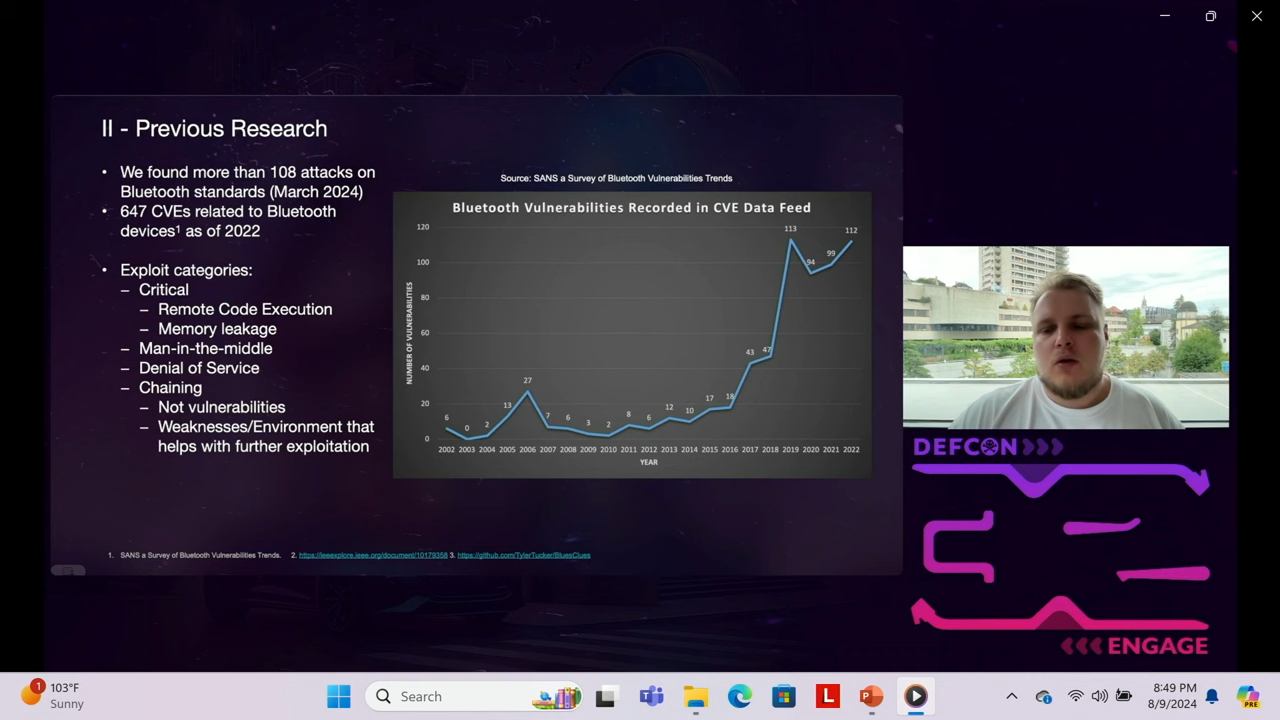 II - Previous Research
• We found more than 108 attacks on
Bluetooth standards (March 2024)
• 647 CVEs related to Bluetooth
devices¹ as of 2022
• Exploit categories:
– Critical
– Remote Code Execution
– Memory leakage
– Man-in-the-middle
– Denial of Service
– Chaining
– Not vulnerabilities
– Weaknesses/Environment that
helps with further exploitation
Source: SANS a Survey of Bluetooth Vulnerabilities Trends
Bluetooth Vulnerabilities Recorded in CVE Data Feed
NUMBER OF VULNERABILITIES
120
100
80
60
40
20
0
6 0 2 13 27 7 6 3 2 8 6 12 10 17 18 43 47 113 94 99 112
2002 2003 2004 2005 2006 2007 2008 2009 2010 2011 2012 2013 2014 2015 2016 2017 2018 2019 2020 2021 2022
YEAR
1. SANS a Survey of Bluetooth Vulnerabilities Trends. 2. https://ieeexplore.ieee.org/document/10179358 3. https://github.com/TylerTucker/BluesClues
DEFCON
ENGAGE
1
103°F
Sunny
Search
L
8:49 PM
8/9/2024
PRE